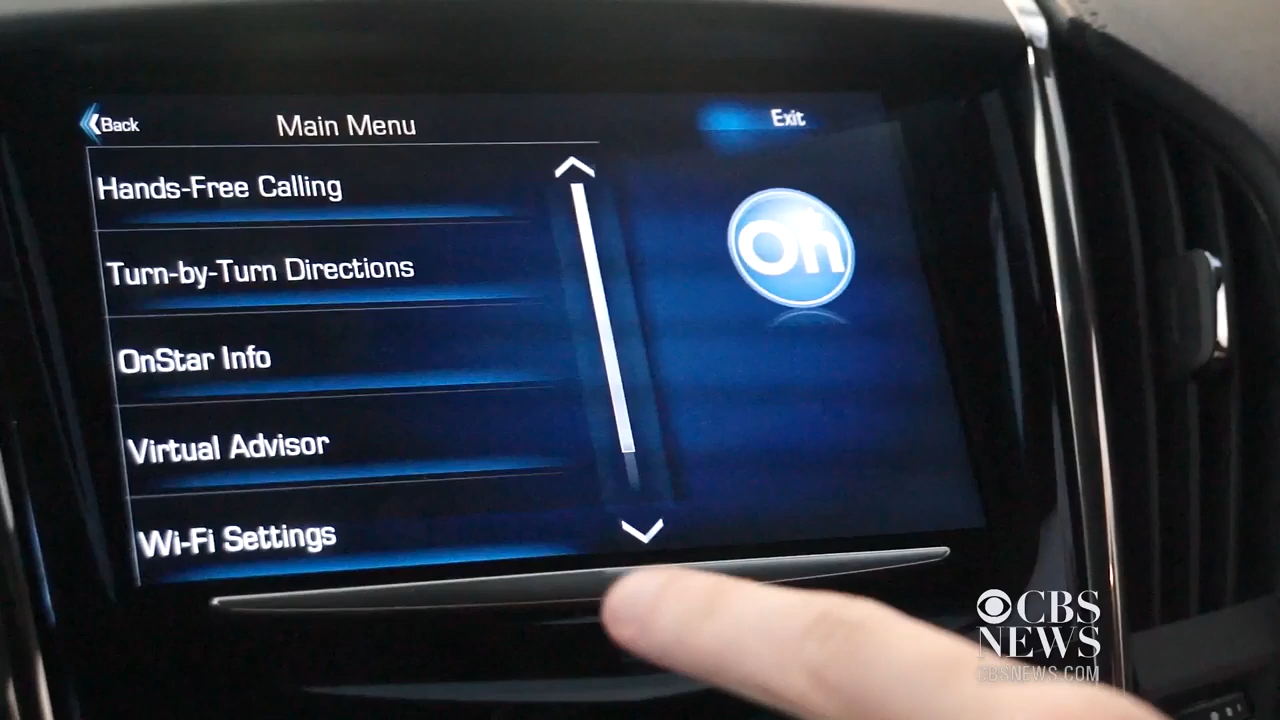 Back
Main Menu
Exit
Hands-Free Calling
Turn-by-Turn Directions
OnStar Info
Virtual Advisor
Wi-Fi Settings
On
CBS
NEWS
CBSNEWS.COM